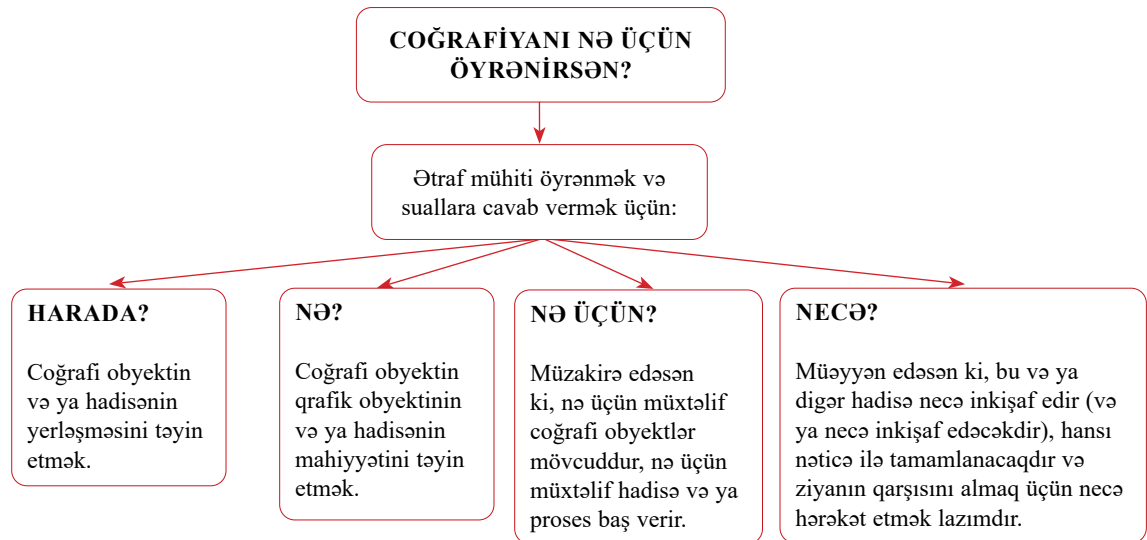 COĞRAFİYANI NƏ ÜÇÜN
ÖYRƏNİRSƏN?
Ətraf mühiti öyrənmək və
suallara cavab vermək üçün:
HARADA?
Coğrafi obyektin
və ya hadisənin
yerləşməsini təyin
etmək.
NƏ?
Coğrafi obyektin
qrafik obyektinin
və ya hadisənin
mahiyyətini təyin
etmək.
NƏ ÜÇÜN?
Müzakirə edəsən
ki, nə üçün müxtəlif
coğrafi obyektlər
mövcuddur, nə üçün
müxtəlif hadisə və ya
proses baş verir.
NECƏ?
Müəyyən edəsən ki, bu və ya
digər hadisə necə inkişaf edir (və
ya necə inkişaf edəcəkdir), hansı
nəticə ilə tamamlanacaqdır və
ziyanın qarşısını almaq üçün necə
hərəkət etmək lazımdır.